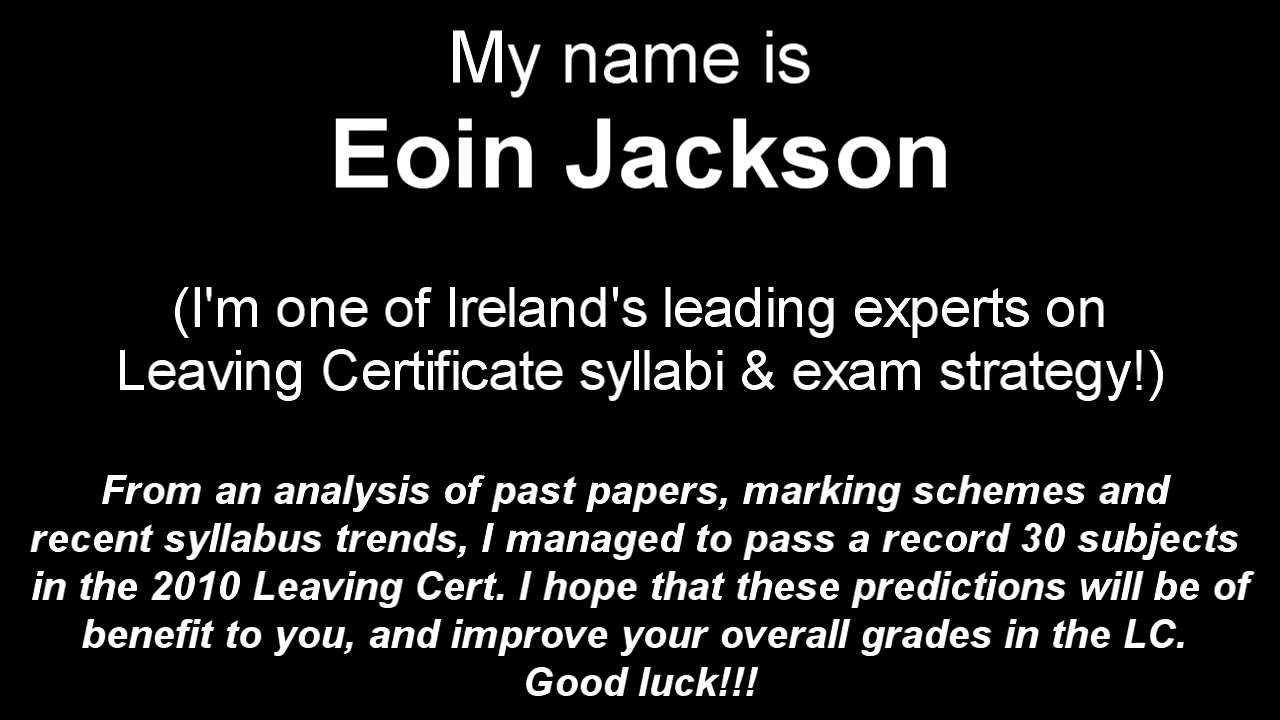 My name is
Eoin Jackson
(I'm one of Ireland's leading experts on
Leaving Certificate syllabi & exam strategy!)
From an analysis of past papers, marking schemes and
recent syllabus trends, I managed to pass a record 30 subjects
in the 2010 Leaving Cert. I hope that these predictions will be of
benefit to you, and improve your overall grades in the LC.
Good luck!!!